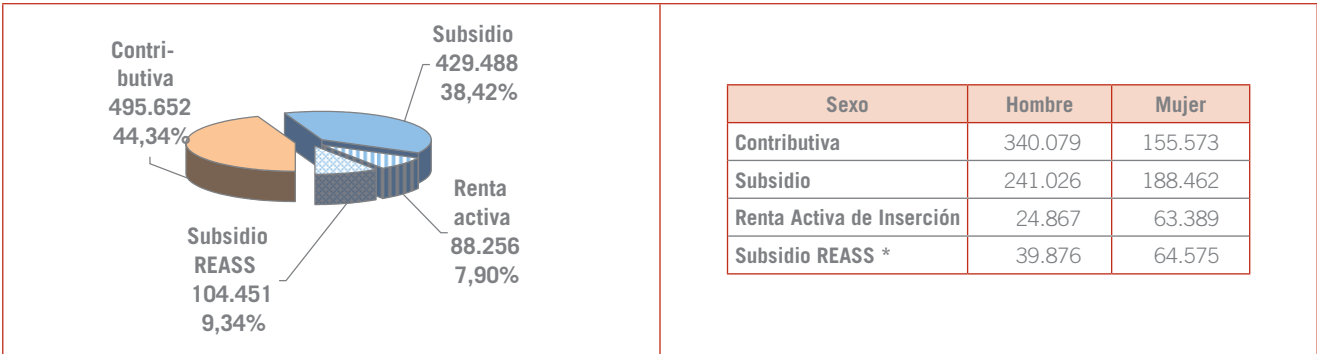 Contri-
butiva
495.652
44,34%
Subsidio
429.488
38,42%
Renta
activa
88.256
7,90%
Subsidio
REASS
104.451
9,34%
Sexo Hombre Mujer
Contributiva 340.079 155.573
Subsidio 241.026 188.462
Renta Activa de Inserción 24.867 63.389
Subsidio REASS * 39.876 64.575